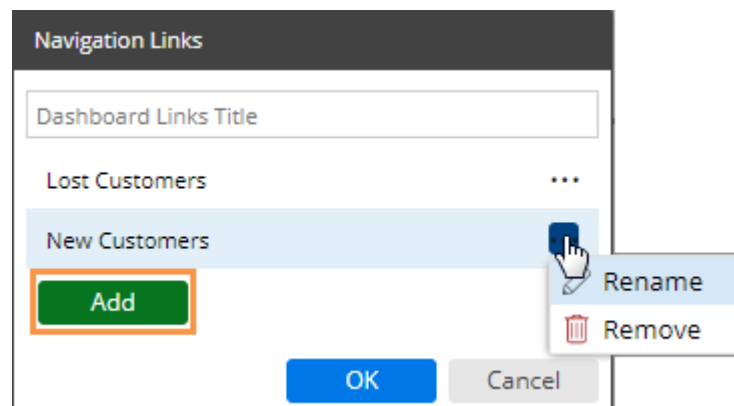 Navigation Links
Dashboard Links Title
Lost Customers
New Customers
Add
Rename
Remove
OK
Cancel